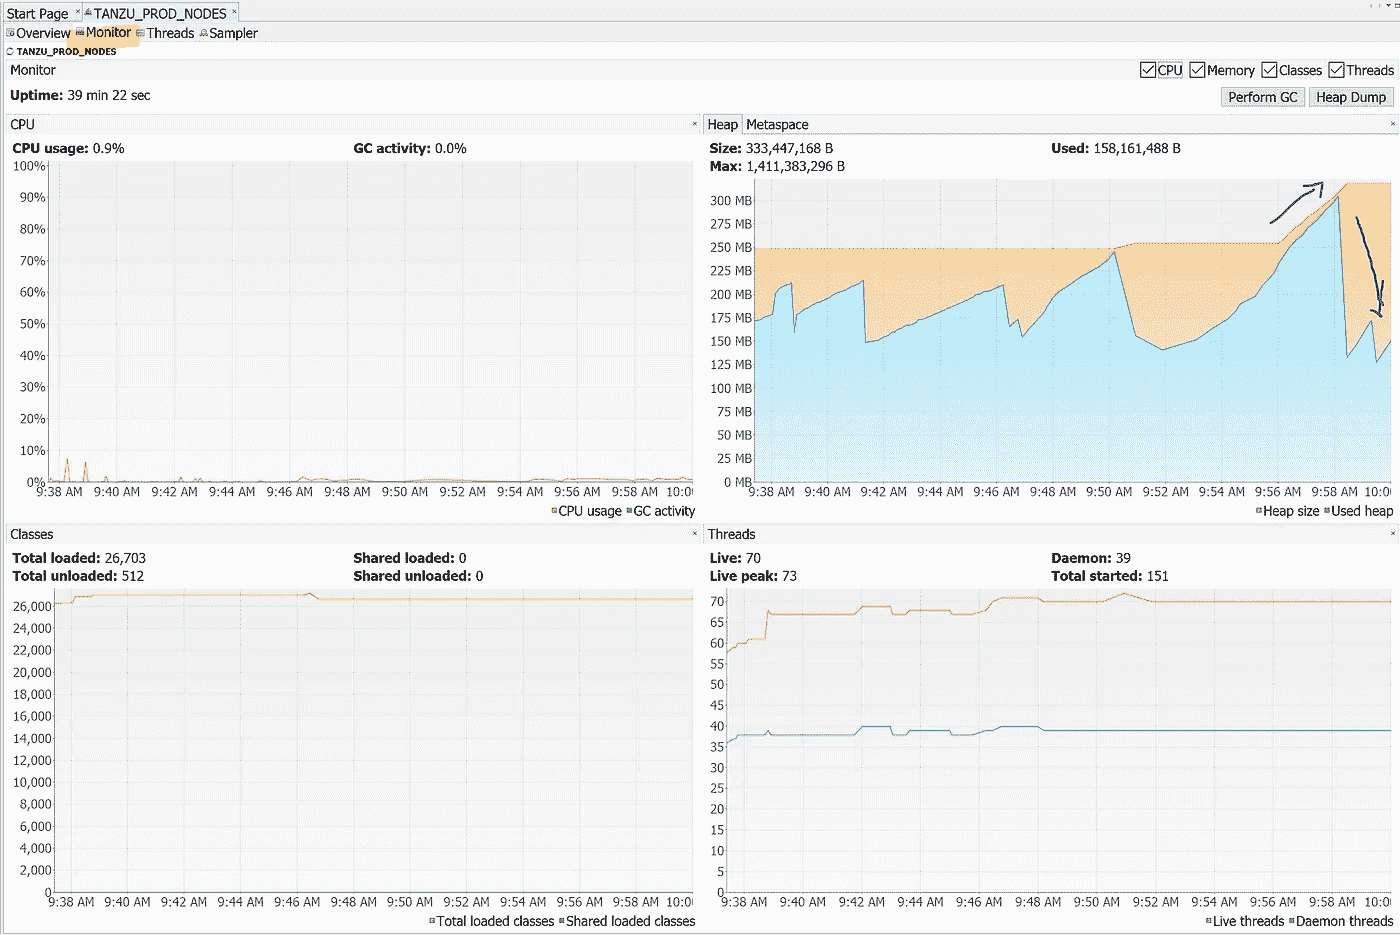 Start Page × TANZU_PROD_NODES ×
Overview Monitor Threads Sampler
TANZU_PROD_NODES
Monitor
CPU Memory Classes Threads
Uptime: 39 min 22 sec
Perform GC Heap Dump
CPU ×
CPU usage: 0.9% GC activity: 0.0%
100%
90%
80%
70%
60%
50%
40%
30%
20%
10%
0%
9:38 AM 9:40 AM 9:42 AM 9:44 AM 9:46 AM 9:48 AM 9:50 AM 9:52 AM 9:54 AM 9:56 AM 9:58 AM 10:00
CPU usage GC activity
Heap Metaspace ×
Size: 333,447,168 B Used: 158,161,488 B
Max: 1,411,383,296 B
300 MB
275 MB
250 MB
225 MB
200 MB
175 MB
150 MB
125 MB
100 MB
75 MB
50 MB
25 MB
0 MB
9:38 AM 9:40 AM 9:42 AM 9:44 AM 9:46 AM 9:48 AM 9:50 AM 9:52 AM 9:54 AM 9:56 AM 9:58 AM 10:00
Heap size Used heap
Classes ×
Total loaded: 26,703 Shared loaded: 0
Total unloaded: 512 Shared unloaded: 0
26,000
24,000
22,000
20,000
18,000
16,000
14,000
12,000
10,000
8,000
6,000
4,000
2,000
0
9:38 AM 9:40 AM 9:42 AM 9:44 AM 9:46 AM 9:48 AM 9:50 AM 9:52 AM 9:54 AM 9:56 AM 9:58 AM 10:00
Total loaded classes Shared loaded classes
Threads ×
Live: 70 Daemon: 39
Live peak: 73 Total started: 151
70
65
60
55
50
45
40
35
30
25
20
15
10
5
0
9:38 AM 9:40 AM 9:42 AM 9:44 AM 9:46 AM 9:48 AM 9:50 AM 9:52 AM 9:54 AM 9:56 AM 9:58 AM 10:00
Live threads Daemon threads